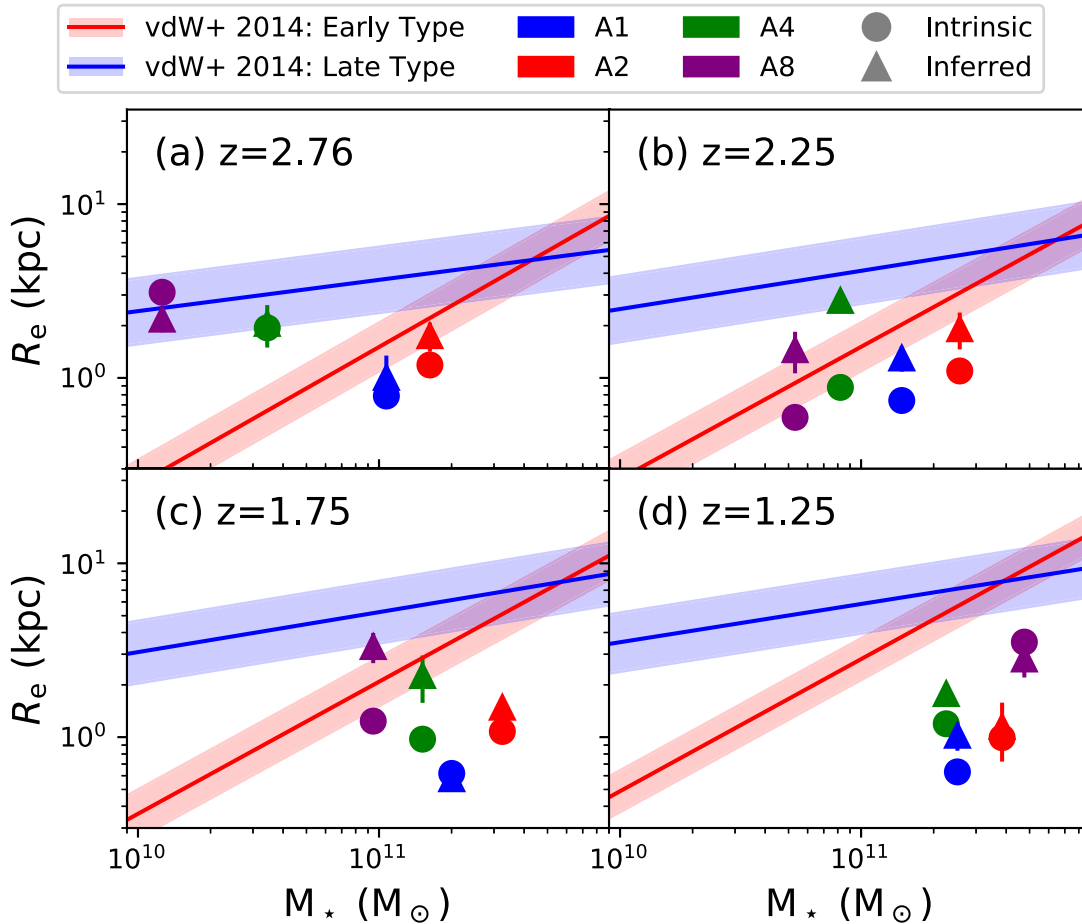 vdW+ 2014: Early Type A1 A4 Intrinsic
vdW+ 2014: Late Type A2 A8 Inferred
(a) z=2.76 (b) z=2.25
10¹
10⁰
Rₑ (kpc)
(c) z=1.75 (d) z=1.25
10¹
10⁰
Rₑ (kpc)
10¹⁰ 10¹¹ 10¹⁰ 10¹¹
M⋆ (M⊙) M⋆ (M⊙)